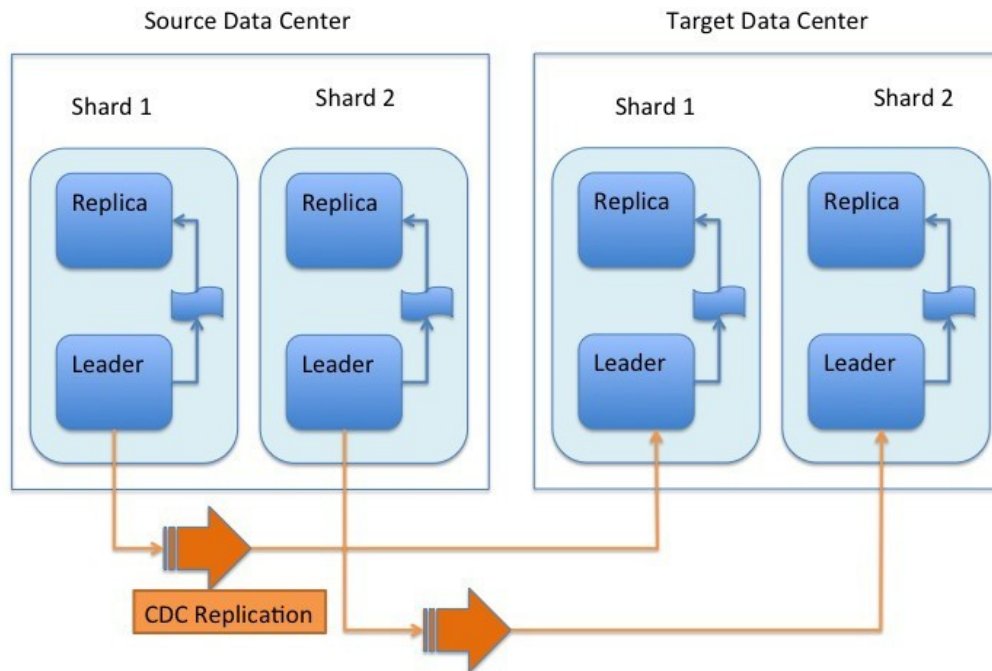 Source Data Center
Target Data Center
Shard 1
Shard 2
Shard 1
Shard 2
Replica
Replica
Replica
Replica
Leader
Leader
Leader
Leader
CDC Replication